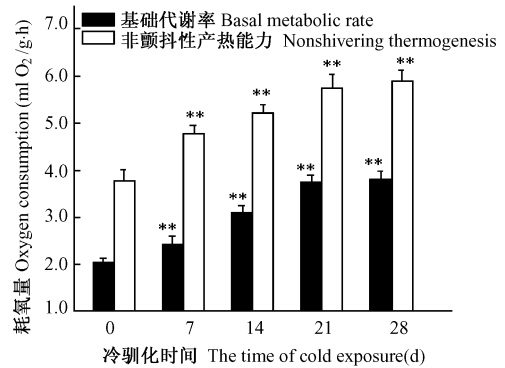 基础代谢率 Basal metabolic rate
非颤抖性产热能力 Nonshivering thermogenesis
耗氧量 Oxygen consumption (ml O2 /g·h)
7.0
6.0
5.0
4.0
3.0
2.0
1.0
** ** ** **
** ** ** **
0 7 14 21 28
冷驯化时间 The time of cold exposure(d)